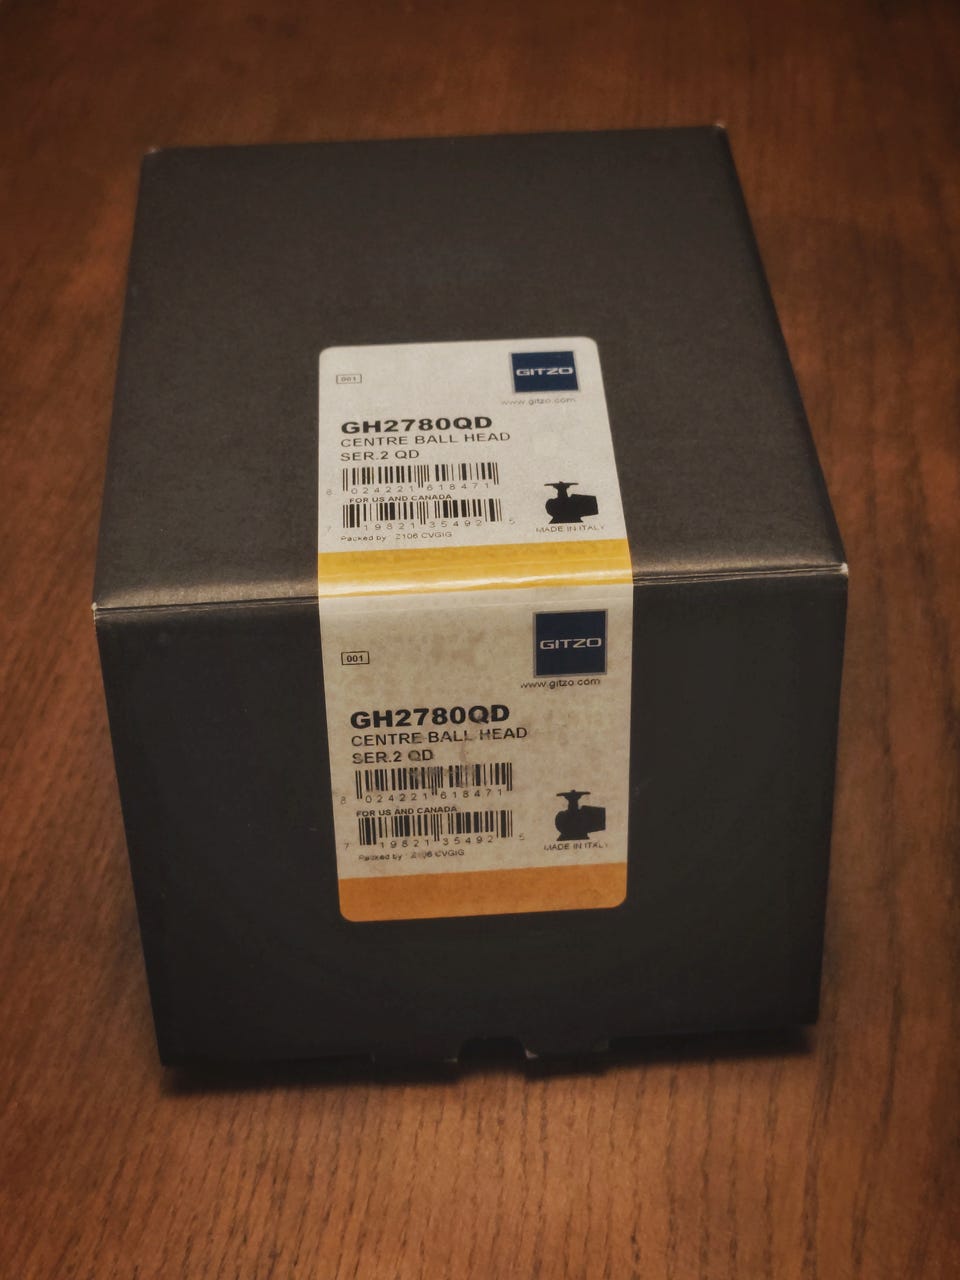 001
GITZO
www.gitzo.com
GH2780QD
CENTRE BALL HEAD
SER.2 QD
8 024221 618471
FOR US AND CANADA
7 19821 35492 5
Packed by : 2106 CVGIG
MADE IN ITALY
001
GITZO
www.gitzo.com
GH2780QD
CENTRE BALL HEAD
SER.2 QD
8 024221 618471
FOR US AND CANADA
7 19821 35492 5
Packed by : 2106 CVGIG
MADE IN ITALY